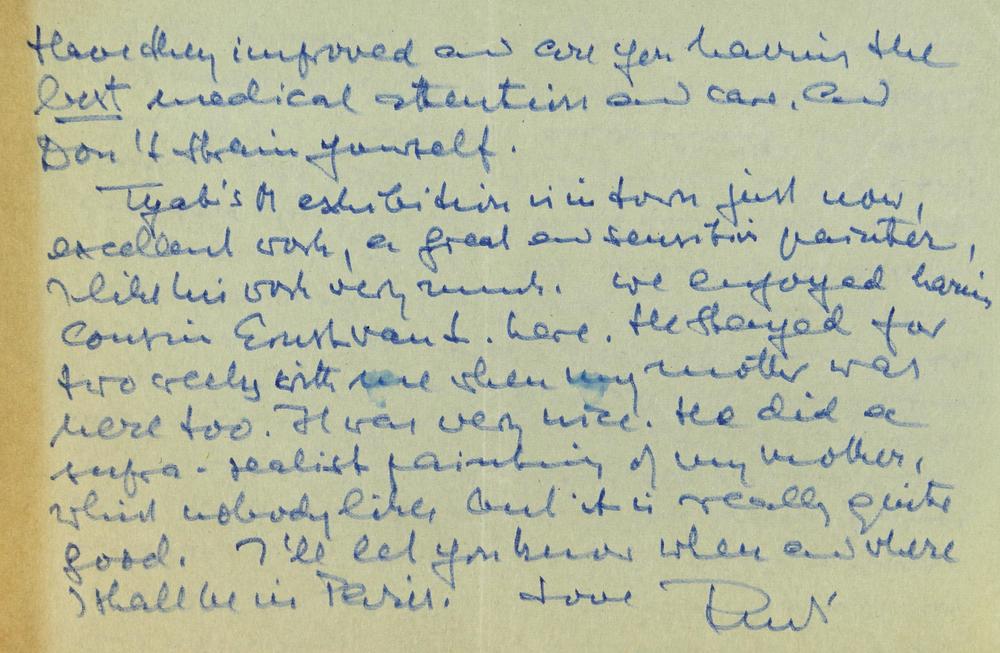 Have they improved and are you having the
best medical attention and care. And
Don't strain yourself.
Tyeb's M exhibition is in town just now,
excellent work, a great and sensitive painter,
I like his work very much. we enjoyed having
cousin Ernst van L. here. He stayed for
two weeks with me when my mother was
here too. It was very nice. He did a
supra-realist painting of my mother,
which nobody likes but it is really quite
good. I'll let you know when and where
I shall be in Paris. Love